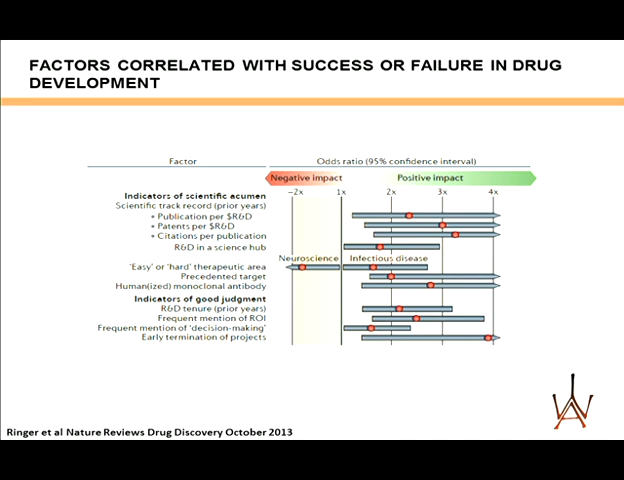 FACTORS CORRELATED WITH SUCCESS OR FAILURE IN DRUG
DEVELOPMENT
Factor Odds ratio (95% confidence interval)
Negative impact Positive impact
−2x 1x 2x 3x 4x
Indicators of scientific acumen
Scientific track record (prior years)
• Publication per $R&D
• Patents per $R&D
• Citations per publication
R&D in a science hub
Neuroscience Infectious disease
'Easy' or 'hard' therapeutic area
Precedented target
Human(ized) monoclonal antibody
Indicators of good judgment
R&D tenure (prior years)
Frequent mention of ROI
Frequent mention of 'decision-making'
Early termination of projects
Ringer et al Nature Reviews Drug Discovery October 2013